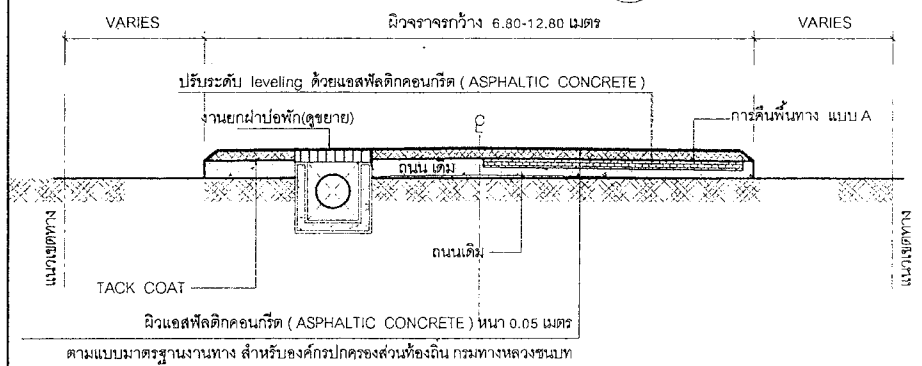 VARIES
ผิวจราจรกว้าง 6.80-12.80 เมตร
VARIES
ปรับระดับ leveling ด้วยแอสฟัลติกคอนกรีต ( ASPHALTIC CONCRETE )
งานยกฝาบ่อพัก(ดูขยาย)
การคืนพื้นทาง แบบ A
ถนน เดิม
ถนนเดิม
แนวเขตทาง
แนวเขตทาง
TACK COAT
ผิวแอสฟัลติกคอนกรีต ( ASPHALTIC CONCRETE ) หนา 0.05 เมตร
ตามแบบมาตรฐานงานทาง สำหรับองค์กรปกครองส่วนท้องถิ่น กรมทางหลวงชนบท